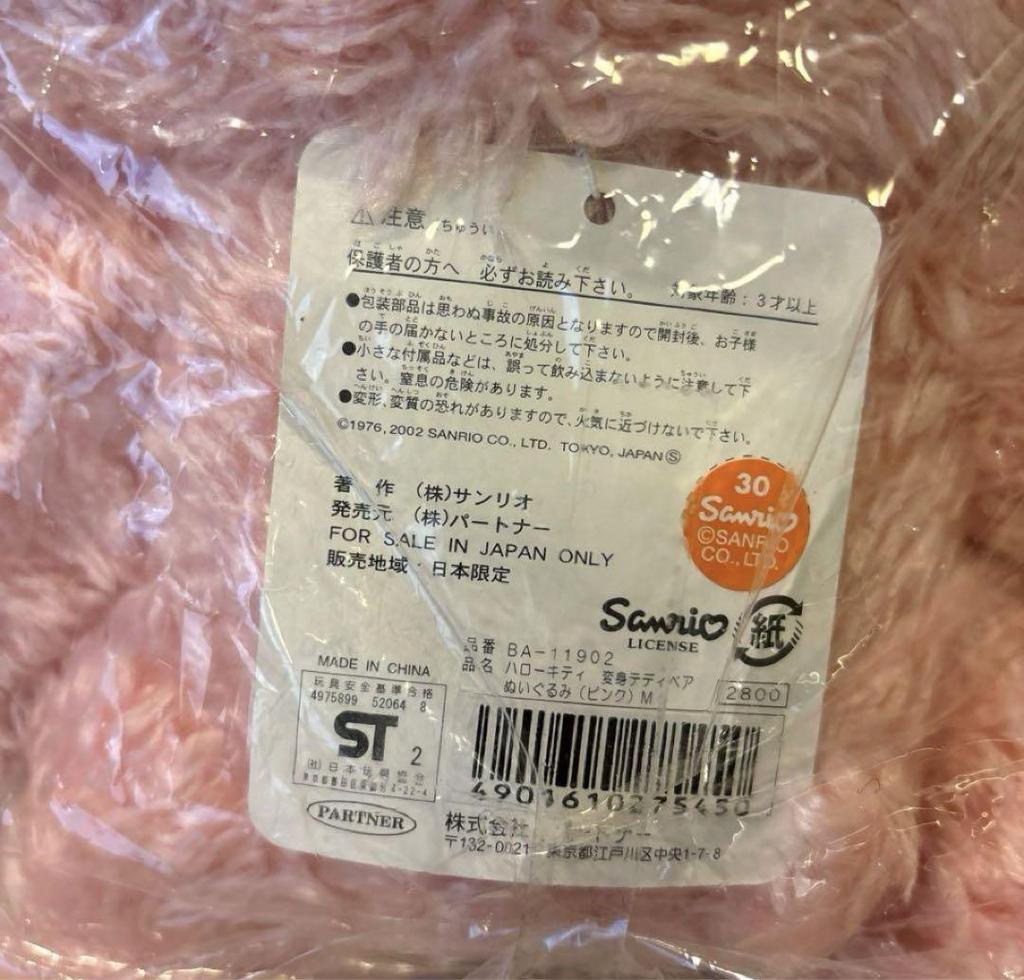 ⚠注意(ちゅうい
保護者の方へ 必ずお読み下さい。 対象年齢：3才以上
●包装部品は思わぬ事故の原因となりますので開封後、お子様
の手の届かないところに処分して下さい。
●小さな付属品などは、誤って飲み込まないように注意して下
さい。窒息の危険があります。
●変形、変質の恐れがありますので、火気に近づけないで下さい。
©1976, 2002 SANRIO CO., LTD. TOKYO, JAPAN Ⓢ
著 作 (株)サンリオ
発売元 (株)パートナー
FOR SALE IN JAPAN ONLY
販売地域・日本限定
30
Sanrio
©SANRIO
CO., LTD.
Sanrio
LICENSE
紙
品番 BA-11902
品名 ハローキティ 変身テディベア
ぬいぐるみ(ピンク)M
2800
MADE IN CHINA
玩具安全基準合格
4975899 52064 8
ST 2
(社)日本玩具協会
PARTNER
4901610275450
株式会社 パートナー
〒132-0021 東京都江戸川区中央1-7-8